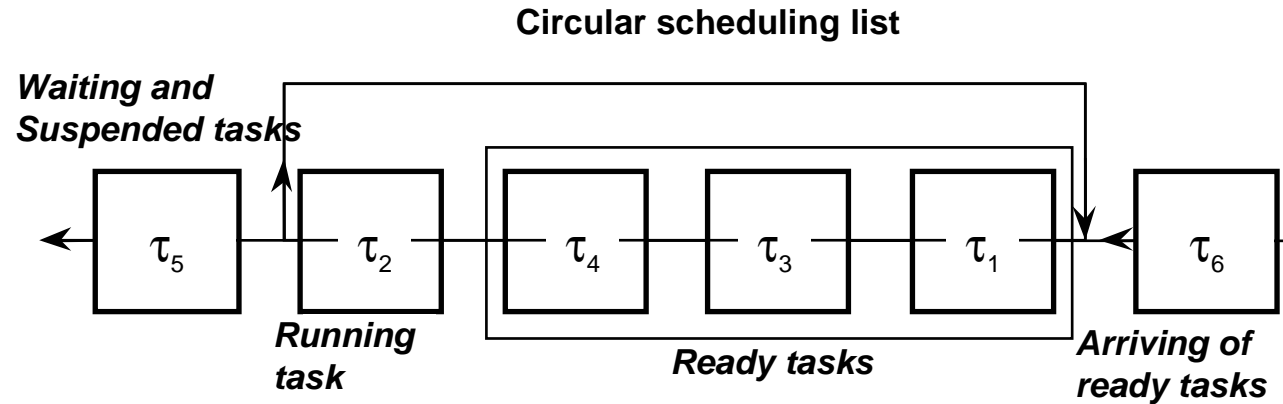 Circular scheduling list
Waiting and
Suspended tasks
τ5
τ2
τ4
τ3
τ1
τ6
Running
task
Ready tasks
Arriving of
ready tasks